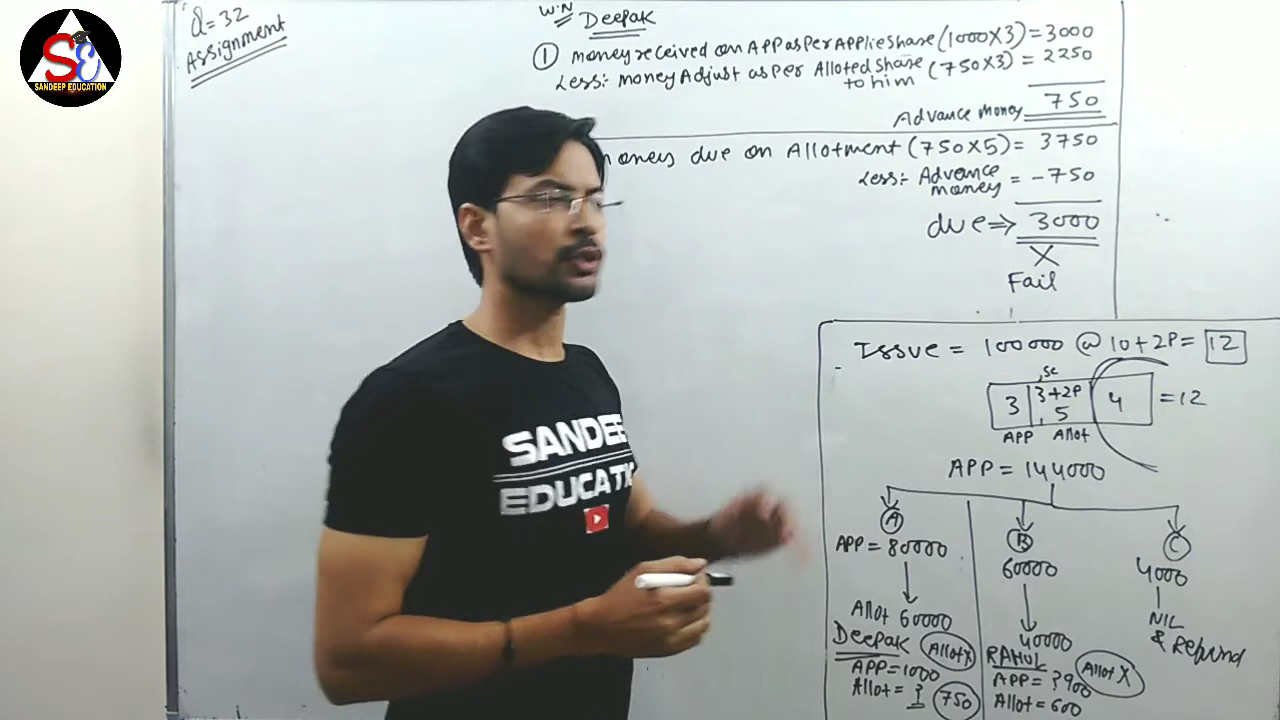 SE
SANDEEP EDUCATION
Q=32
Assignment
W.N Deepak
① money received on APP as Per Applie share (1000×3) = 3000
Less:- money Adjust as per Alloted share to him (750×3) = 2250
Advance money 750
money due on Allotment (750×5) = 3750
Less:- Advance money = -750
due ⇒ 3000
X
Fail
Issue = 100000 @ 10+2P= 12
3 3+2P 5 4 =12
APP Allot
APP = 144000
A B C
APP = 80000
60000
4000
Allot 60000
40000
NIL & Refund
Deepak Allot X
APP=1000
Allot = ? 750
RAHUL Allot X
APP =
Allot = 600
SANDEE
EDUCATI